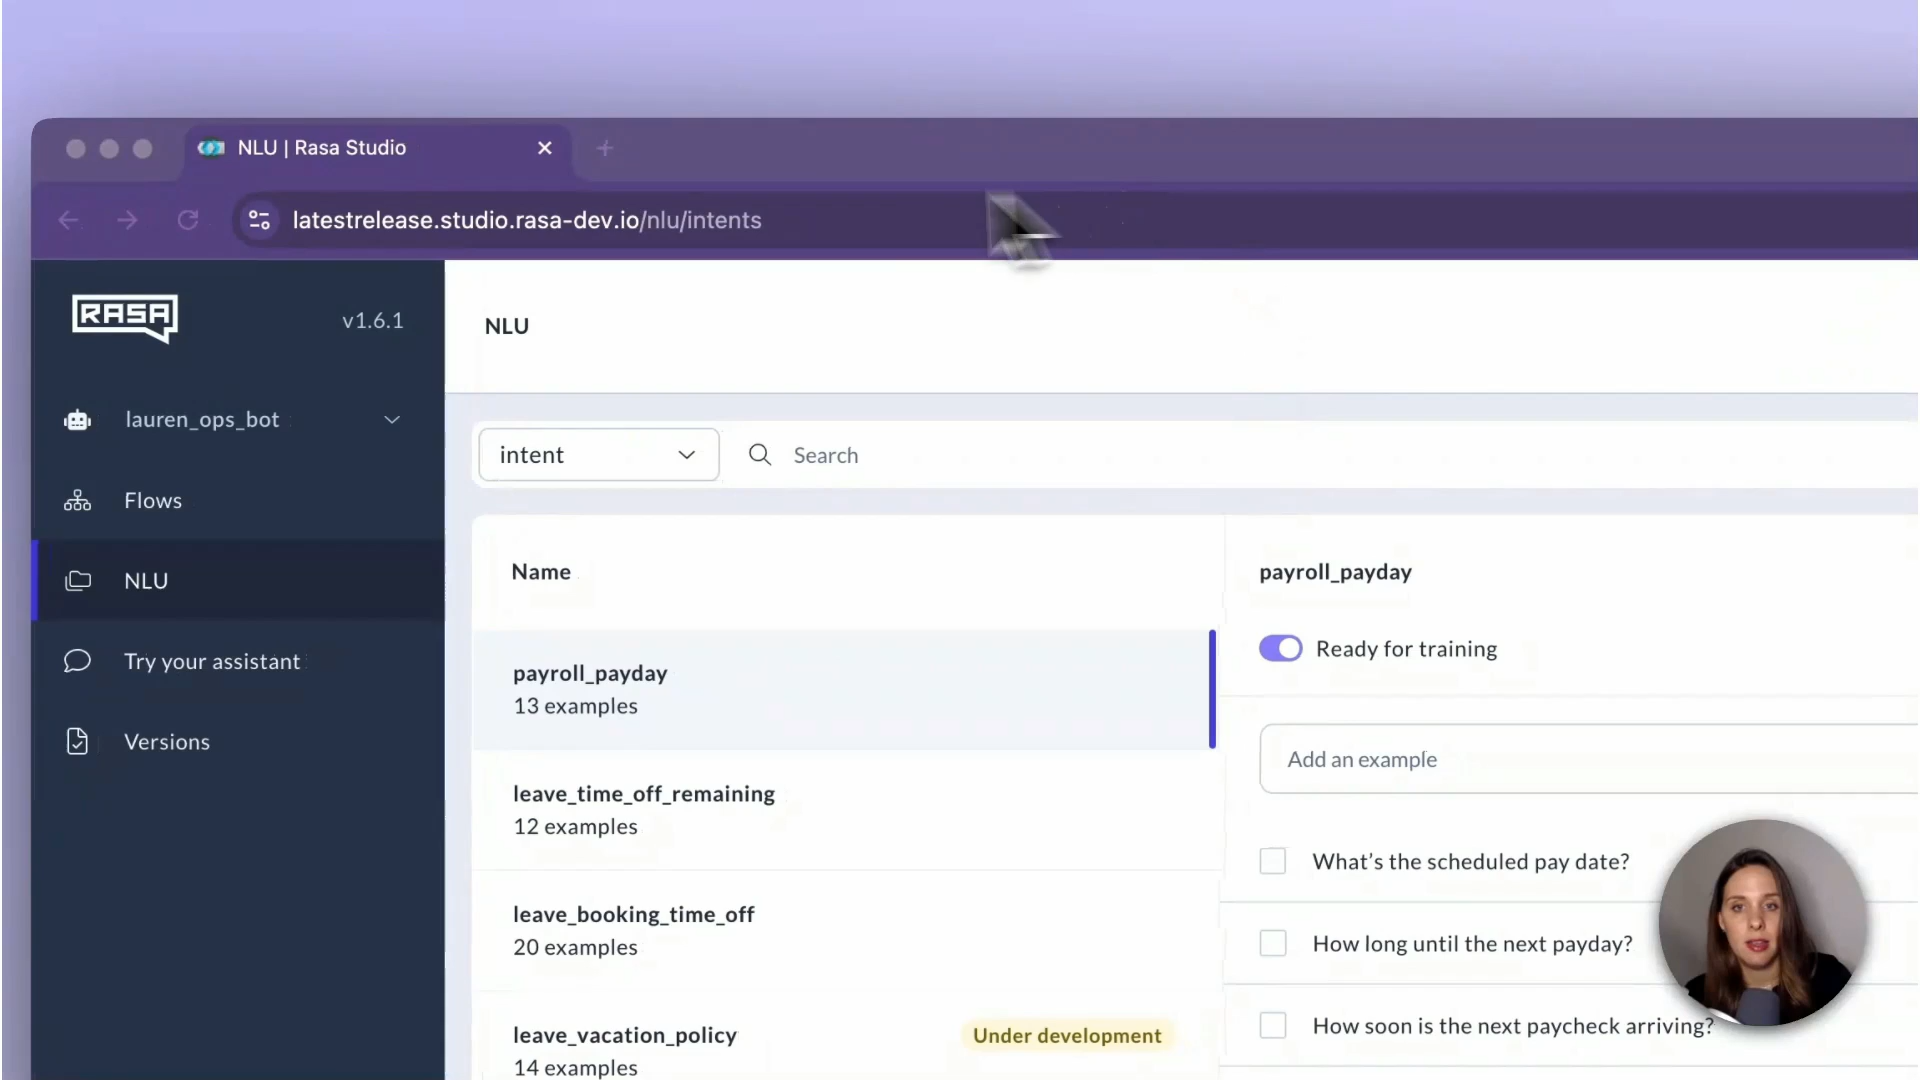 NLU | Rasa Studio
latestrelease.studio.rasa-dev.io/nlu/intents
RASA
v1.6.1
NLU
lauren_ops_bot
intent
Search
Flows
Name
payroll_payday
NLU
Ready for training
payroll_payday
13 examples
Try your assistant
Versions
Add an example
leave_time_off_remaining
12 examples
What's the scheduled pay date?
leave_booking_time_off
20 examples
How long until the next payday?
leave_vacation_policy
Under development
14 examples
How soon is the next paycheck arriving?